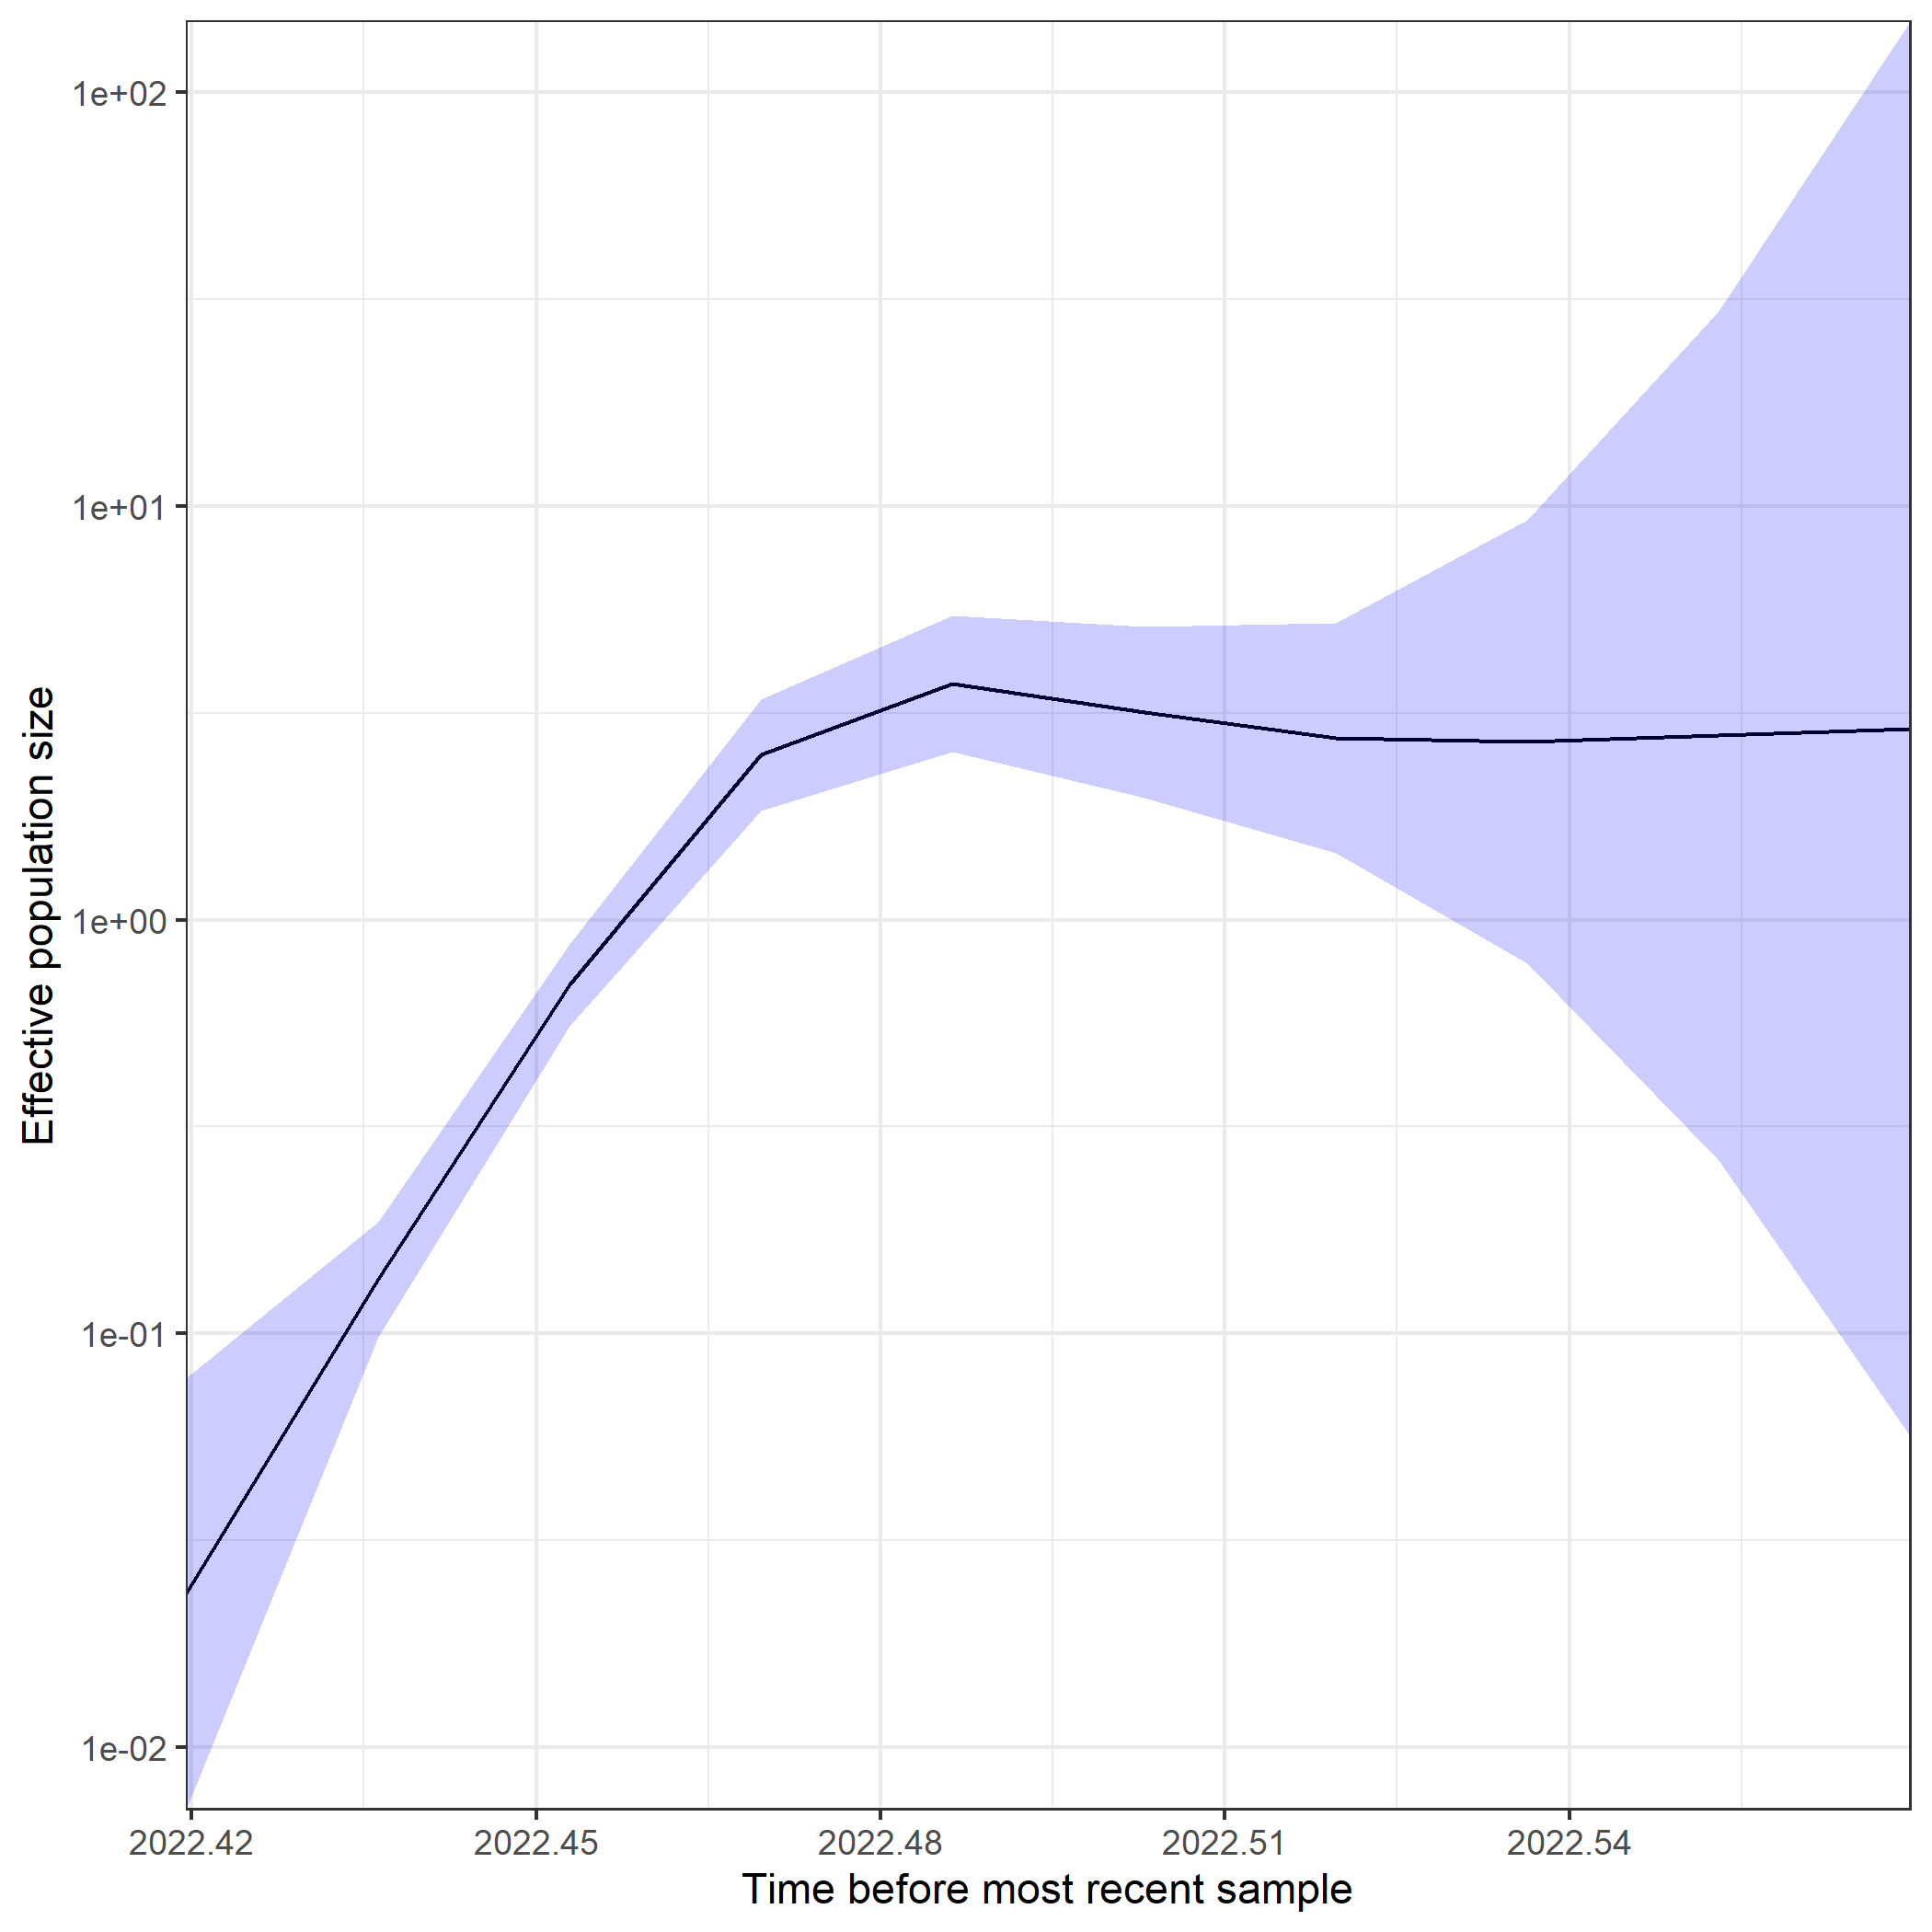 Effective population size
1e+02
1e+01
1e+00
1e-01
1e-02
2022.42 2022.45 2022.48 2022.51 2022.54
Time before most recent sample